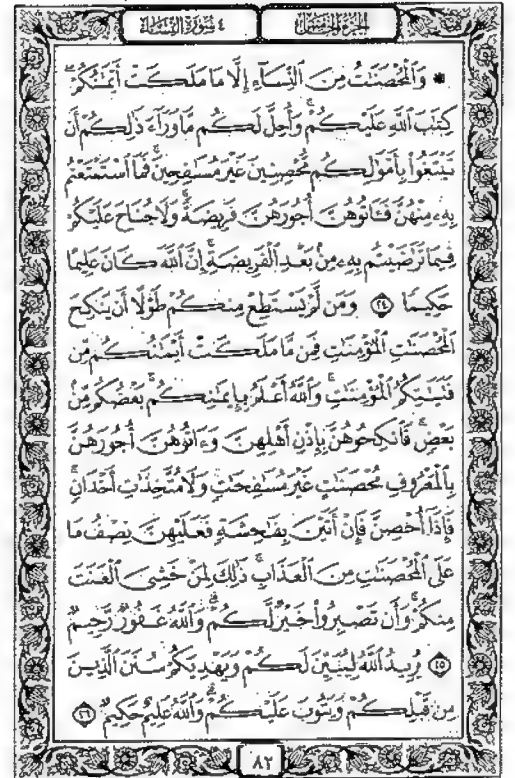 الجزء الخامس
٤ سورة النساء
* وَالْمُحْصَنَٰتُ مِنَ النِّسَآءِ إِلَّا مَا مَلَكَتْ أَيْمَٰنُكُمْ
كِتَٰبَ اللَّهِ عَلَيْكُمْ وَأُحِلَّ لَكُم مَّا وَرَآءَ ذَٰلِكُمْ أَن
تَبْتَغُوا۟ بِأَمْوَٰلِكُم مُّحْصِنِينَ غَيْرَ مُسَٰفِحِينَ فَمَا اسْتَمْتَعْتُم
بِهِۦ مِنْهُنَّ فَـَٔاتُوهُنَّ أُجُورَهُنَّ فَرِيضَةً وَلَا جُنَاحَ عَلَيْكُمْ
فِيمَا تَرَٰضَيْتُم بِهِۦ مِنۢ بَعْدِ الْفَرِيضَةِ إِنَّ اللَّهَ كَانَ عَلِيمًا
حَكِيمًا ٢٤ وَمَن لَّمْ يَسْتَطِعْ مِنكُمْ طَوْلًا أَن يَنكِحَ
الْمُحْصَنَٰتِ الْمُؤْمِنَٰتِ فَمِن مَّا مَلَكَتْ أَيْمَٰنُكُم مِّن
فَتَيَٰتِكُمُ الْمُؤْمِنَٰتِ وَاللَّهُ أَعْلَمُ بِإِيمَٰنِكُم بَعْضُكُم مِّنۢ
بَعْضٍ فَانكِحُوهُنَّ بِإِذْنِ أَهْلِهِنَّ وَءَاتُوهُنَّ أُجُورَهُنَّ
بِالْمَعْرُوفِ مُحْصَنَٰتٍ غَيْرَ مُسَٰفِحَٰتٍ وَلَا مُتَّخِذَٰتِ أَخْدَانٍ
فَإِذَآ أُحْصِنَّ فَإِنْ أَتَيْنَ بِفَٰحِشَةٍ فَعَلَيْهِنَّ نِصْفُ مَا
عَلَى الْمُحْصَنَٰتِ مِنَ الْعَذَابِ ذَٰلِكَ لِمَنْ خَشِىَ الْعَنَتَ
مِنكُمْ وَأَن تَصْبِرُوا۟ خَيْرٌ لَّكُمْ وَاللَّهُ غَفُورٌ رَّحِيمٌ
٢٥ يُرِيدُ اللَّهُ لِيُبَيِّنَ لَكُمْ وَيَهْدِيَكُمْ سُنَنَ الَّذِينَ
مِن قَبْلِكُمْ وَيَتُوبَ عَلَيْكُمْ وَاللَّهُ عَلِيمٌ حَكِيمٌ ٢٦
٨٢